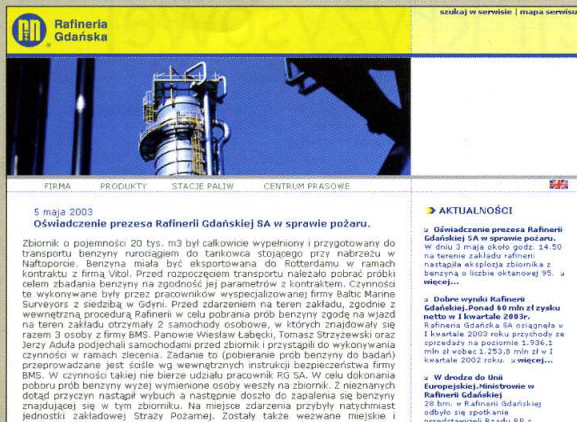 szukaj w serwisie | mapa serwisu
Rafineria
Gdańska
FIRMA PRODUKTY STACJE PALIW CENTRUM PRASOWE
5 maja 2003
Oświadczenie prezesa Rafinerii Gdańskiej SA w sprawie pożaru.
Zbiornik o pojemności 20 tys. m3 był całkowicie wypełniony i przygotowany do
transportu benzyny rurociągiem do tankowca stojącego przy nabrzeżu w
Naftoporcie. Benzyna miała być eksportowana do Rotterdamu w ramach
kontraktu z firmą Vitol. Przed rozpoczęciem transportu należało pobrać próbki
celem zbadania benzyny na zgodność jej parametrów z kontraktem. Czynności
te wykonywane były przez pracowników wyspecjalizowanej firmy Baltic Marine
Surveyors z siedzibą w Gdyni. Przed zdarzeniem na teren zakładu, zgodnie z
wewnętrzną procedurą Rafinerii w celu pobrania prób benzyny zgodę na wjazd
na teren zakładu otrzymały 2 samochody osobowe, w których znajdowały się
razem 3 osoby z firmy BMS. Panowie Wiesław Łabęcki, Tomasz Strzyżewski oraz
Jerzy Aduła podjechali samochodami przed zbiornik i przystąpili do wykonywania
czynności w ramach zlecenia. Zadanie to (pobieranie prób benzyny do badań)
przeprowadzane jest ściśle wg wewnętrznych instrukcji bezpieczeństwa firmy
BMS. W czynności takiej nie bierze udziału pracownik RG SA. W celu dokonania
poboru prób benzyny wyżej wymienione osoby weszły na zbiornik. Z nieznanych
dotąd przyczyn nastąpił wybuch a następnie doszło do zapalenia się benzyny
znajdującej się w tym zbiorniku. Na miejsce zdarzenia przybyły natychmiast
jednostki zakładowej Straży Pożarnej. Zostały także wezwane miejskie i
AKTUALNOŚCI
Oświadczenie prezesa Rafinerii
Gdańskiej SA w sprawie pożaru.
W dniu 3 maja około godz. 14.50
na terenie zakładu rafinerii
nastąpiła eksplozja zbiornika z
benzyną o liczbie oktanowej 95.
więcej...
Dobre wyniki Rafinerii
Gdańskiej.Ponad 60 mln zł zysku
netto w I kwartale 2003r.
Rafineria Gdańska SA osiągnęła w
I kwartale 2003 roku przychody ze
sprzedaży na poziomie 1.936,1
mln zł wobec 1.253,8 mln zł w I
kwartale 2002 roku. więcej...
W drodze do Unii
Europejskiej.Ministrowie w
Rafinerii Gdańskiej
28 bm. w Rafinerii Gdańskiej
odbyło się spotkanie
przedstawicieli Rządu RP z